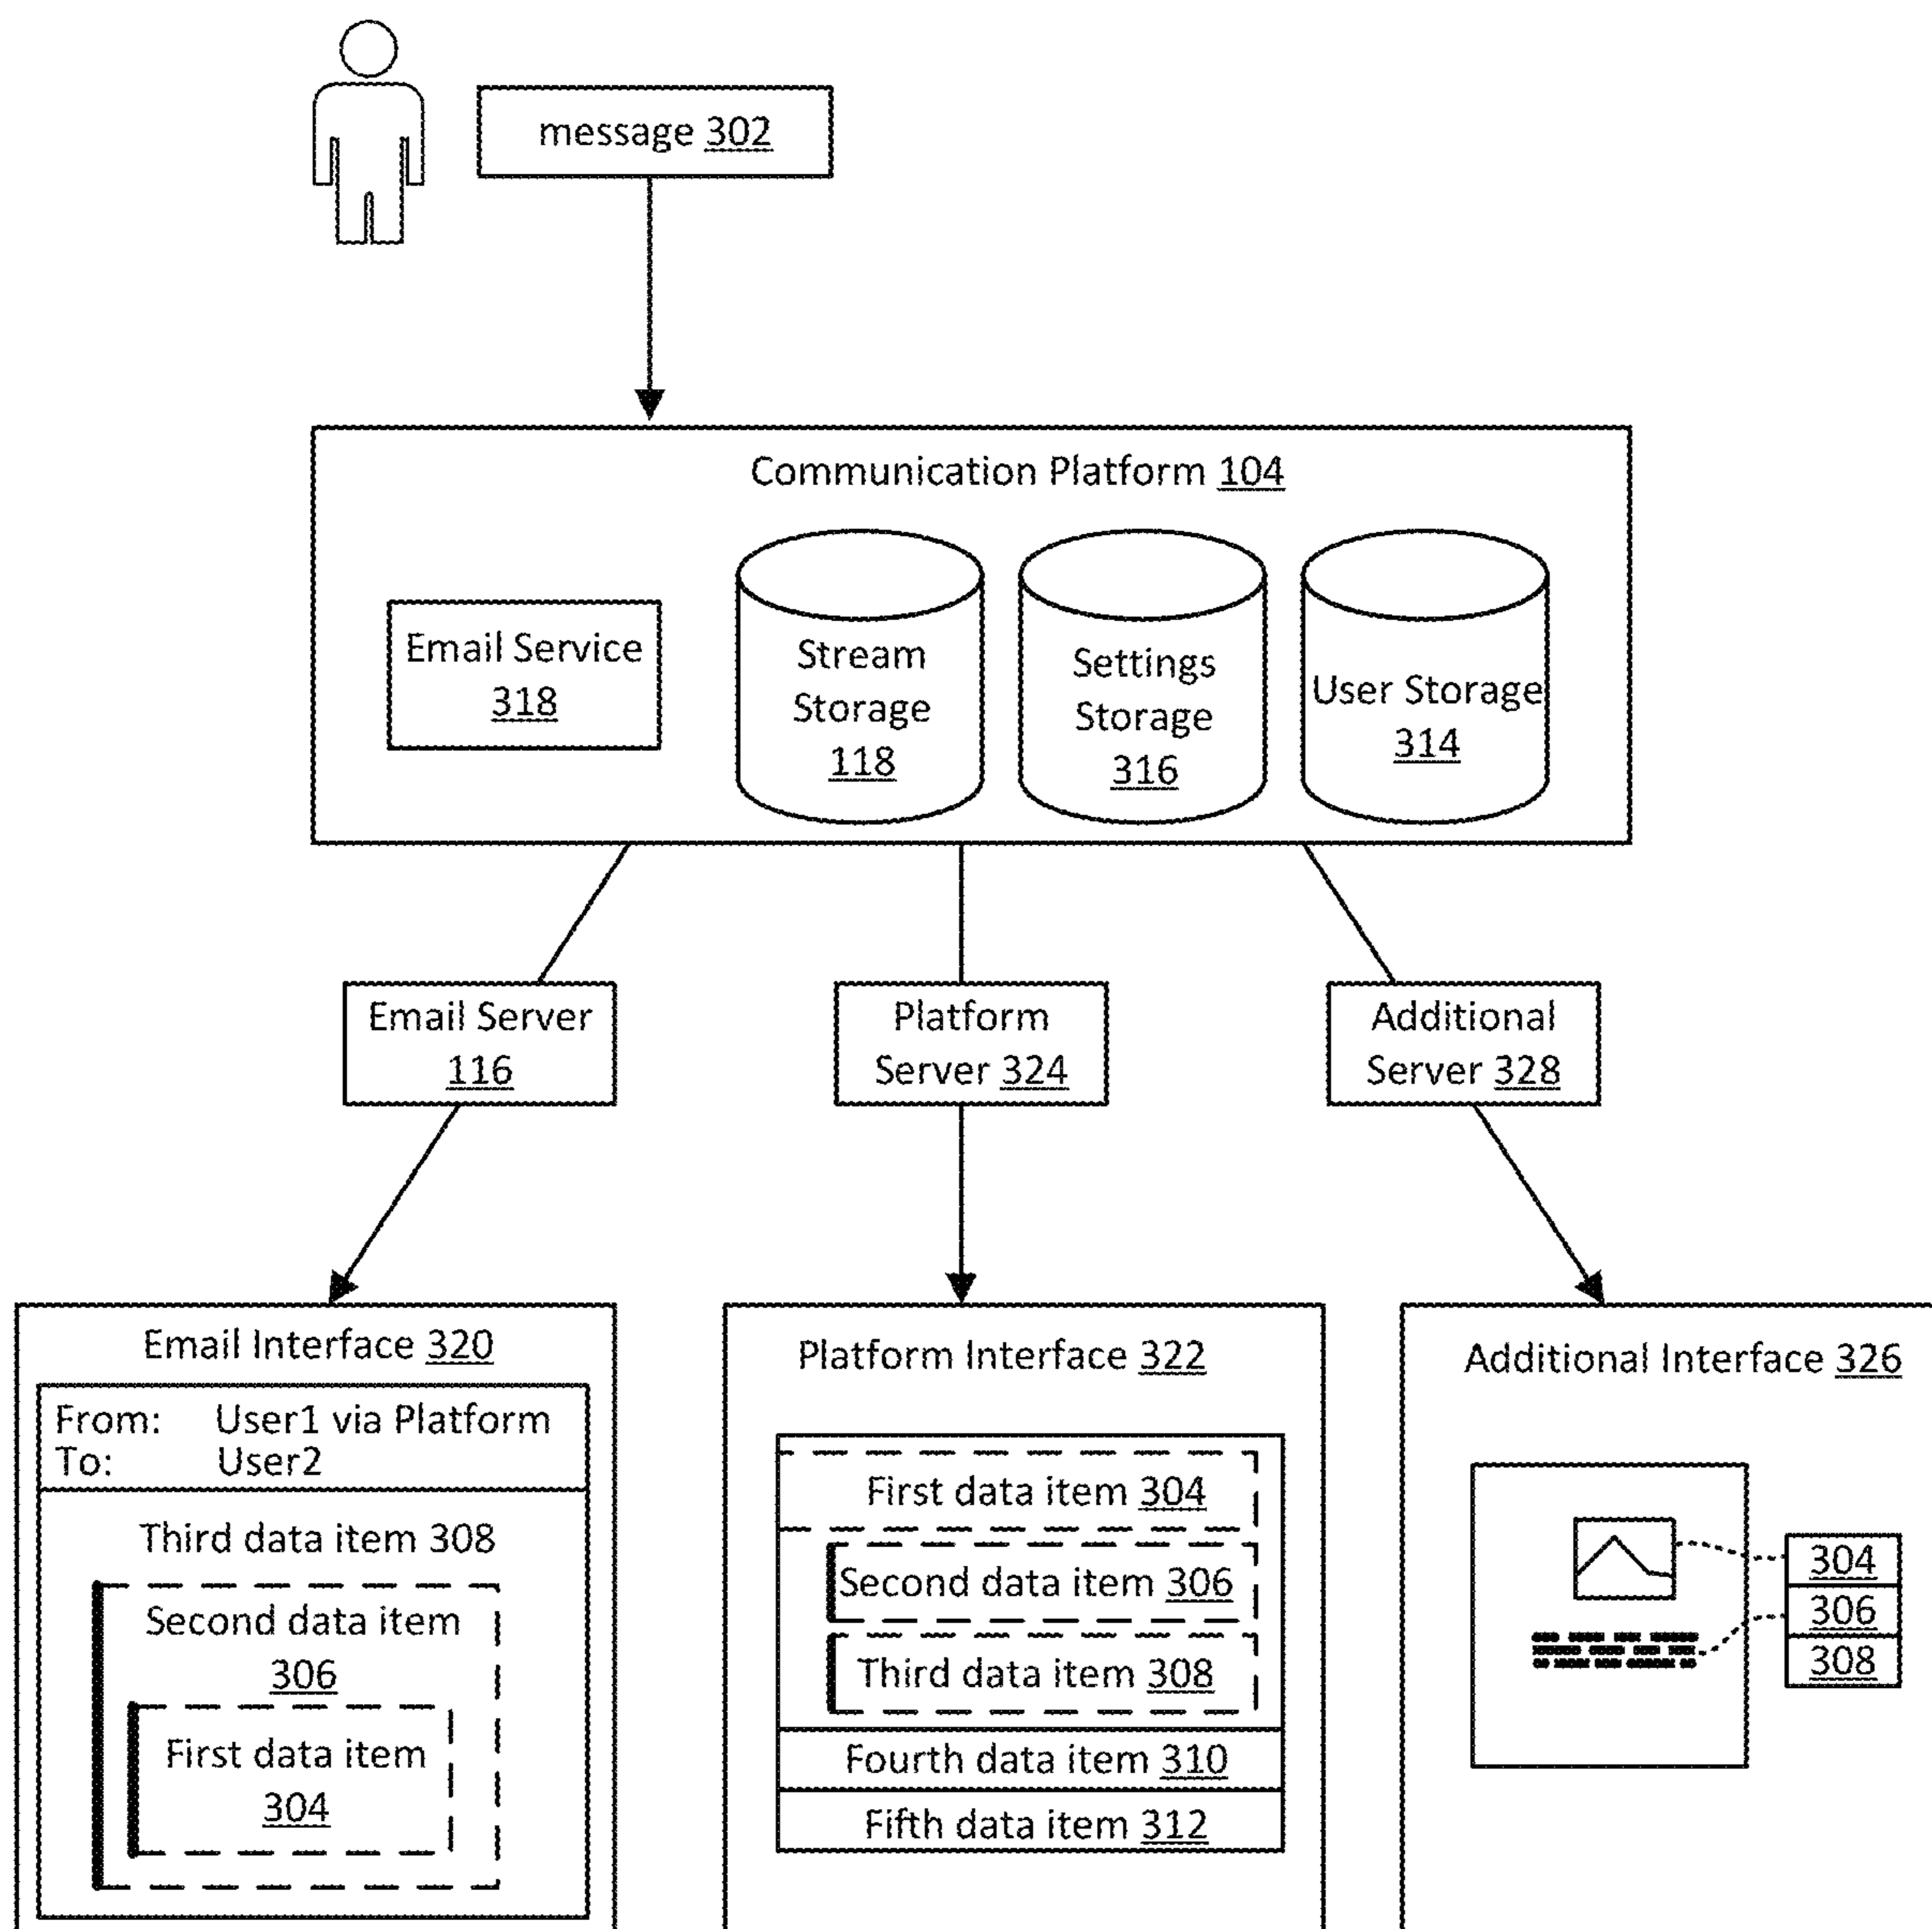 message 302
Communication Platform 104
Email Service
318
Stream
Storage
118
Settings
Storage
316
User Storage
314
Email Server
116
Platform
Server 324
Additional
Server 328
Email Interface 320
From: User1 via Platform
To: User2
Third data item 308
Second data item
306
First data item
304
Platform Interface 322
First data item 304
Second data item 306
Third data item 308
Fourth data item 310
Fifth data item 312
Additional Interface 326
304
306
308